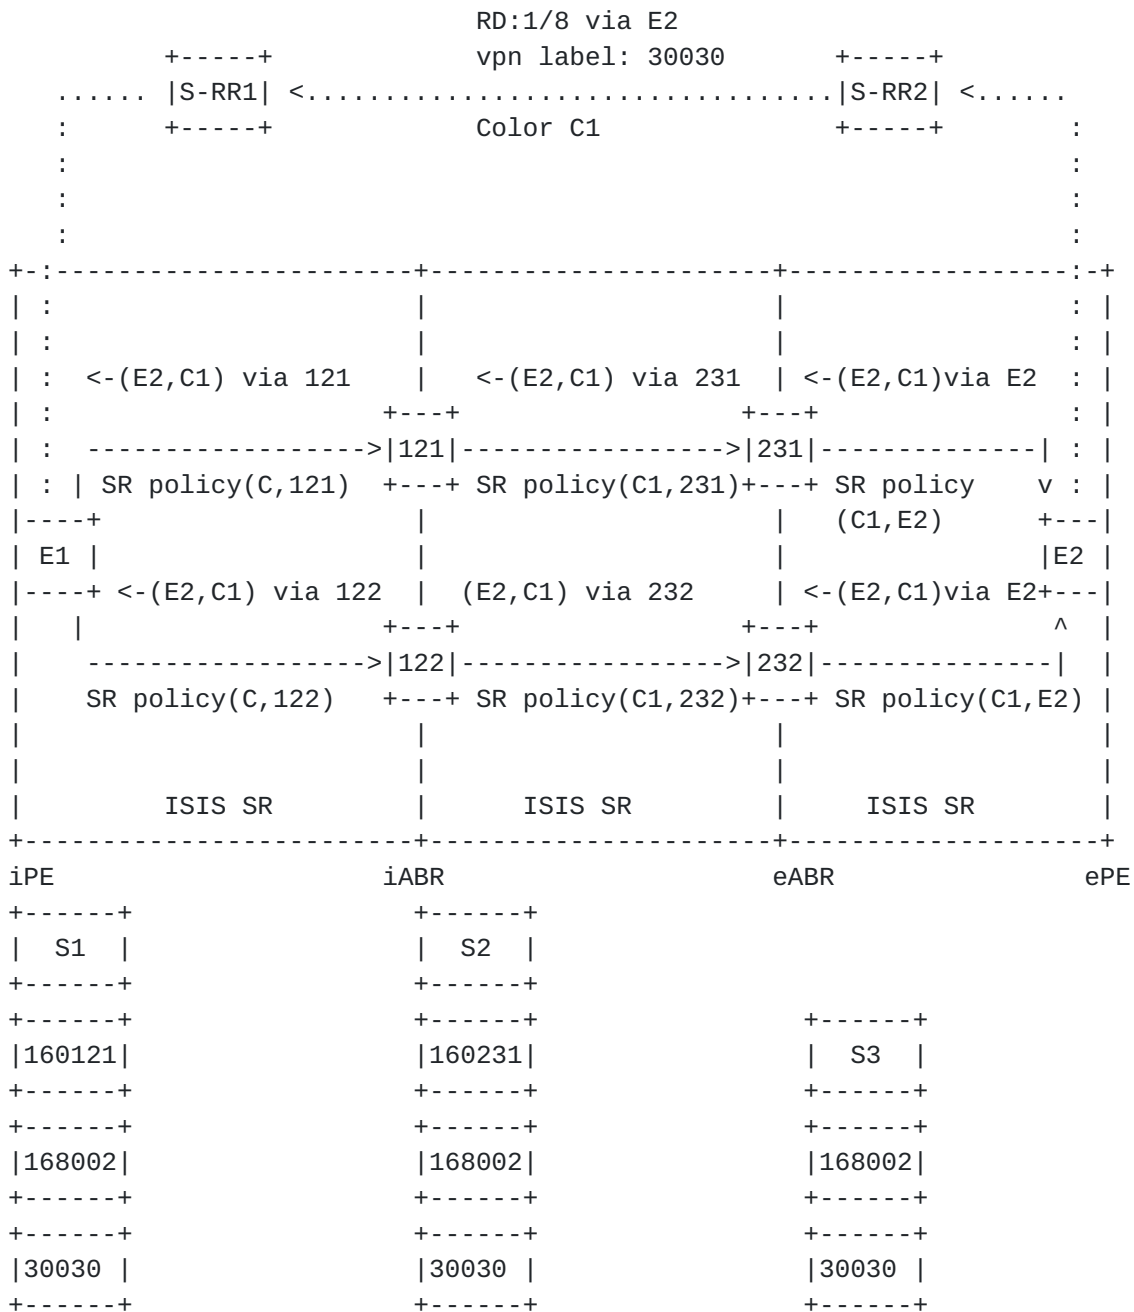 RD:1/8 via E2
          +-----+             vpn label: 30030       +-----+
   ...... |S-RR1| <..................................|S-RR2| <......
   :      +-----+             Color C1               +-----+        :
   :                                                                :
   :                                                                :
   :                                                                :
+-:-----------------------+----------------------+------------------:-+
| :                       |                      |                  : |
| :                       |                      |                  : |
| :  <-(E2,C1) via 121    |   <-(E2,C1) via 231  | <-(E2,C1)via E2  : |
| :                     +---+                  +---+                : |
| :  ------------------>|121|----------------->|231|--------------| : |
| : | SR policy(C,121)  +---+ SR policy(C1,231)+---+ SR policy    v : |
|----+                    |                      |   (C1,E2)      +---|
| E1 |                    |                      |                |E2 |
|----+ <-(E2,C1) via 122  |  (E2,C1) via 232     | <-(E2,C1)via E2+---|
|   |                   +---+                  +---+               ^  |
|    ------------------>|122|----------------->|232|---------------|  |
|    SR policy(C,122)   +---+ SR policy(C1,232)+---+ SR policy(C1,E2) |
|                         |                      |                    |
|                         |                      |                    |
|         ISIS SR         |      ISIS SR         |     ISIS SR        |
+-------------------------+----------------------+--------------------+
iPE                     iABR                     eABR                ePE
+------+                  +------+
|  S1  |                  |  S2  |
+------+                  +------+
+------+                  +------+                 +------+
|160121|                  |160231|                 |  S3  |
+------+                  +------+                 +------+
+------+                  +------+                 +------+
|168002|                  |168002|                 |168002|
+------+                  +------+                 +------+
+------+                  +------+                 +------+
|30030 |                  |30030 |                 |30030 |
+------+                  +------+                 +------+